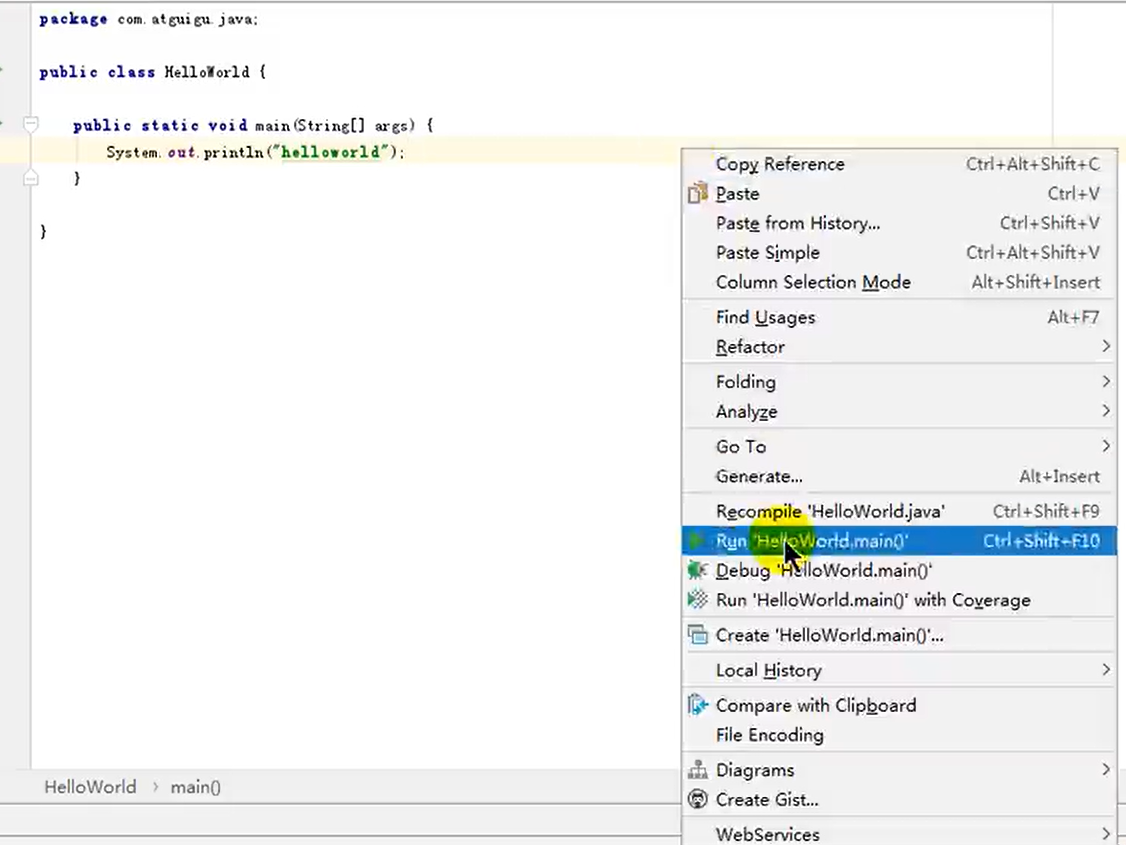 package com.atguigu.java;
public class HelloWorld {
public static void main(String[] args) {
System.out.println("helloworld");
}
}
Copy Reference Ctrl+Alt+Shift+C
Paste Ctrl+V
Paste from History... Ctrl+Shift+V
Paste Simple Ctrl+Alt+Shift+V
Column Selection Mode Alt+Shift+Insert
Find Usages Alt+F7
Refactor
Folding
Analyze
Go To
Generate... Alt+Insert
Recompile 'HelloWorld.java' Ctrl+Shift+F9
Run 'HelloWorld.main()' Ctrl+Shift+F10
Debug 'HelloWorld.main()'
Run 'HelloWorld.main()' with Coverage
Create 'HelloWorld.main()'...
Local History
Compare with Clipboard
File Encoding
Diagrams
Create Gist...
WebServices
HelloWorld › main()